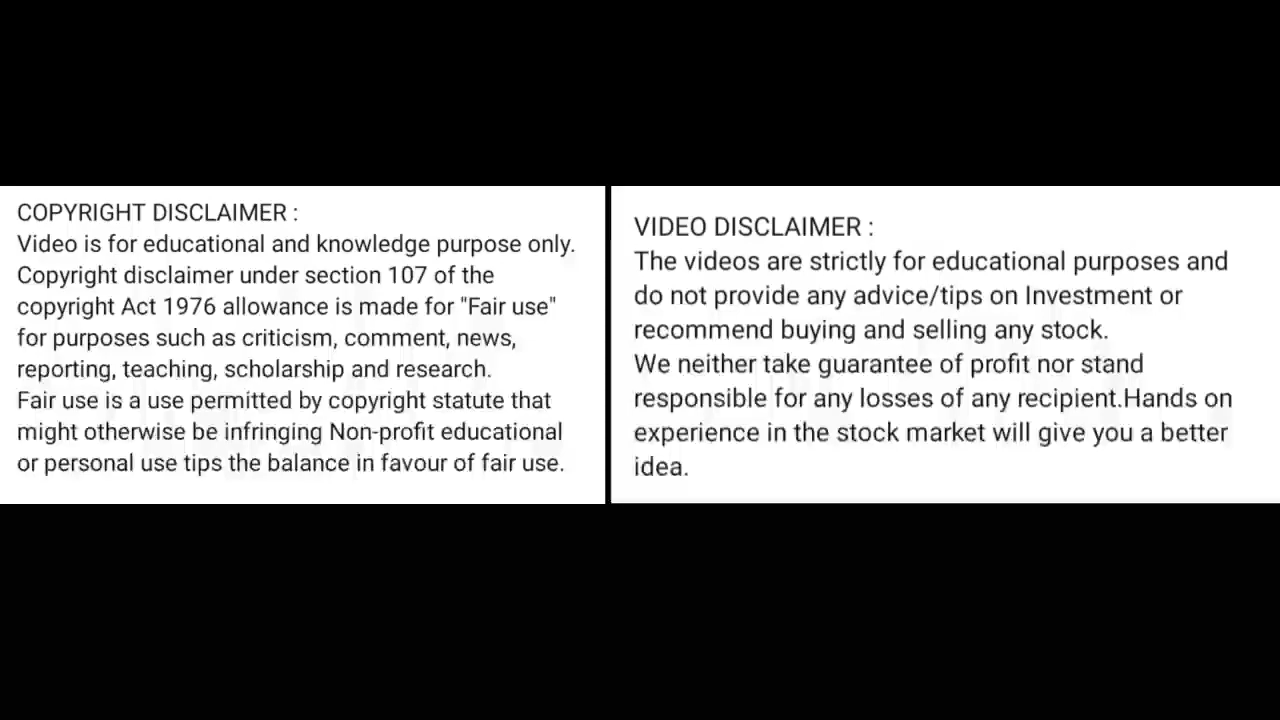 COPYRIGHT DISCLAIMER :
Video is for educational and knowledge purpose only.
Copyright disclaimer under section 107 of the
copyright Act 1976 allowance is made for "Fair use"
for purposes such as criticism, comment, news,
reporting, teaching, scholarship and research.
Fair use is a use permitted by copyright statute that
might otherwise be infringing Non-profit educational
or personal use tips the balance in favour of fair use.
VIDEO DISCLAIMER :
The videos are strictly for educational purposes and
do not provide any advice/tips on Investment or
recommend buying and selling any stock.
We neither take guarantee of profit nor stand
responsible for any losses of any recipient.Hands on
experience in the stock market will give you a better
idea.